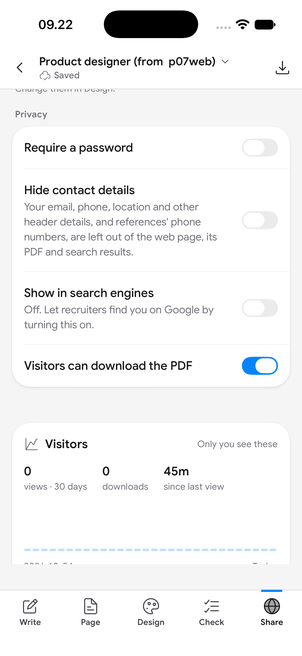 09.22
Product designer (from p07web)
Saved
Change them in Design.
Privacy
Require a password
Hide contact details
Your email, phone, location and other
header details, and references' phone
numbers, are left out of the web page, its
PDF and search results.
Show in search engines
Off. Let recruiters find you on Google by
turning this on.
Visitors can download the PDF
Visitors
Only you see these
0
0
45m
views · 30 days
downloads
since last view
Write
Page
Design
Check
Share